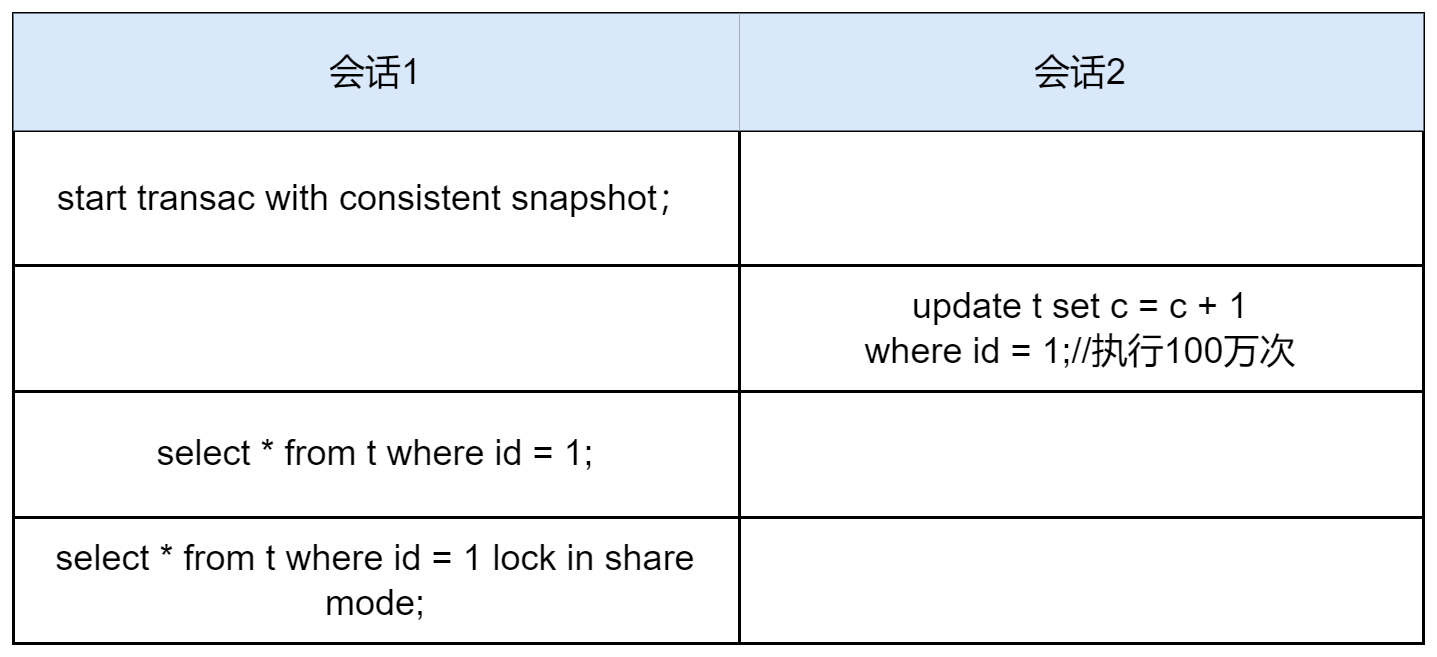 会话1
会话2
start transac with consistent snapshot；
update t set c = c + 1
where id = 1;//执行100万次
select * from t where id = 1;
select * from t where id = 1 lock in share
mode;